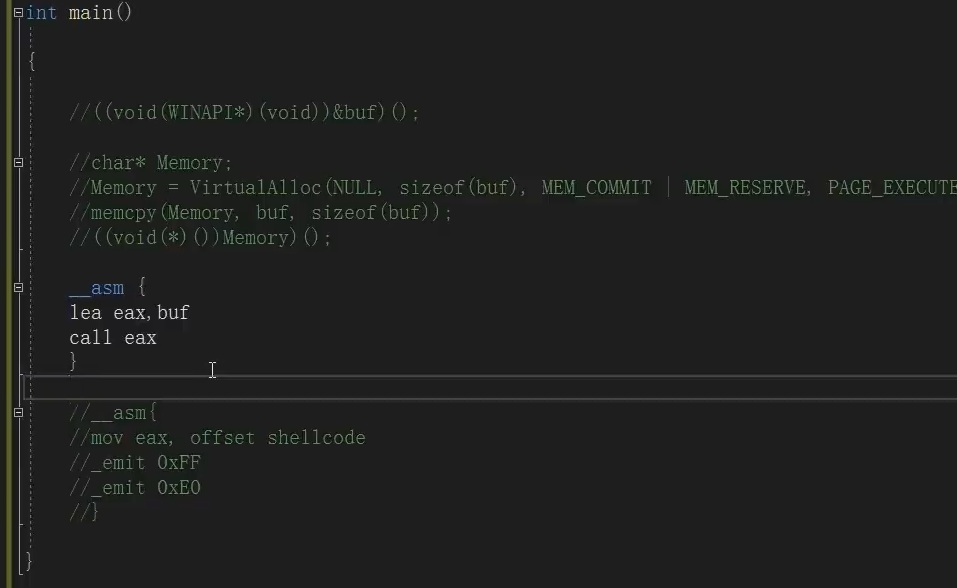 int main()
{
//((void(WINAPI*)(void))&buf)();
//char* Memory;
//Memory = VirtualAlloc(NULL, sizeof(buf), MEM_COMMIT | MEM_RESERVE, PAGE_EXECUTE
//memcpy(Memory, buf, sizeof(buf));
//((void(*)())Memory)();
__asm {
lea eax,buf
call eax
}
//__asm{
//mov eax, offset shellcode
//_emit 0xFF
//_emit 0xE0
//}
}